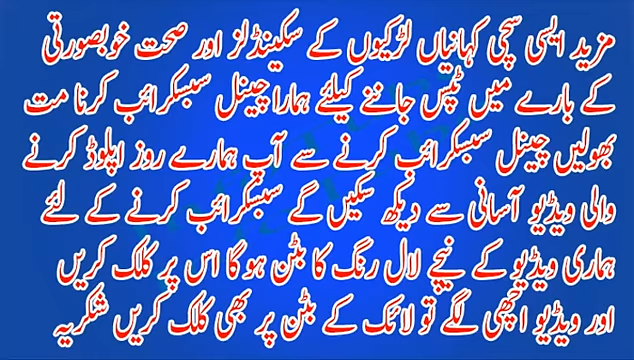 مزید ایسی سچی کہانیاں لڑکیوں کے سکینڈلز اور صحت خوبصورتی
کے بارے میں ٹپس جاننے کیلئے ہمارا چینل سبسکرائب کرنا مت
بھولیں چینل سبسکرائب کرنے سے آپ ہمارے روز اپلوڈ کرنے
والی ویڈیو آسانی سے دیکھ سکیں گے سبسکرائب کرنے کے لئے
ہماری ویڈیو کے نیچے لال رنگ کا بٹن ہو گا اس پر کلک کریں
اور ویڈیو اچھی لگے تو لائک کے بٹن پر بھی کلک کریں شکریہ